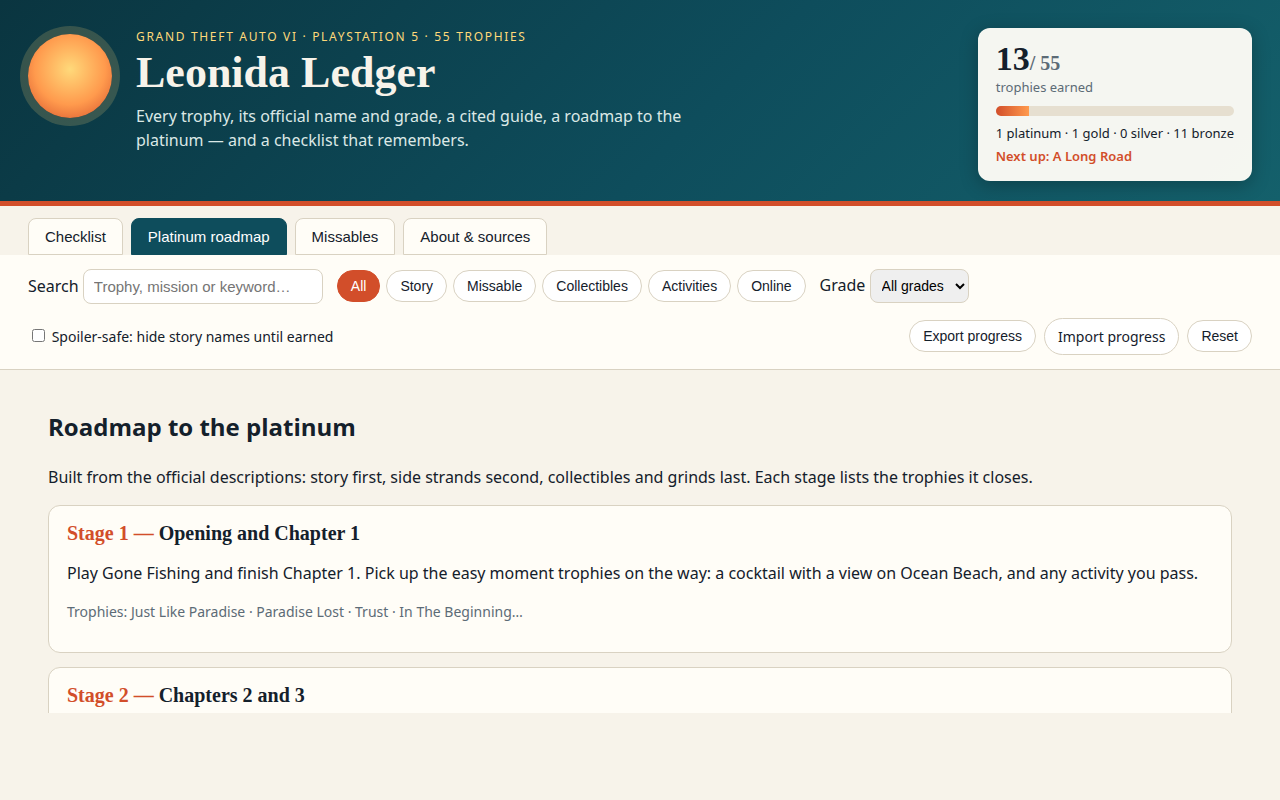 GRAND THEFT AUTO VI · PLAYSTATION 5 · 55 TROPHIES
Leonida Ledger
Every trophy, its official name and grade, a cited guide, a roadmap to the
platinum — and a checklist that remembers.
13/ 55
trophies earned
1 platinum · 1 gold · 0 silver · 11 bronze
Next up: A Long Road
Checklist
Platinum roadmap
Missables
About & sources
Search Trophy, mission or keyword… All Story Missable Collectibles Activities Online Grade All grades
Spoiler-safe: hide story names until earned
Export progress Import progress Reset
Roadmap to the platinum
Built from the official descriptions: story first, side strands second, collectibles and grinds last. Each stage lists the trophies it closes.
Stage 1 — Opening and Chapter 1
Play Gone Fishing and finish Chapter 1. Pick up the easy moment trophies on the way: a cocktail with a view on Ocean Beach, and any activity you pass.
Trophies: Just Like Paradise · Paradise Lost · Trust · In The Beginning…
Stage 2 — Chapters 2 and 3